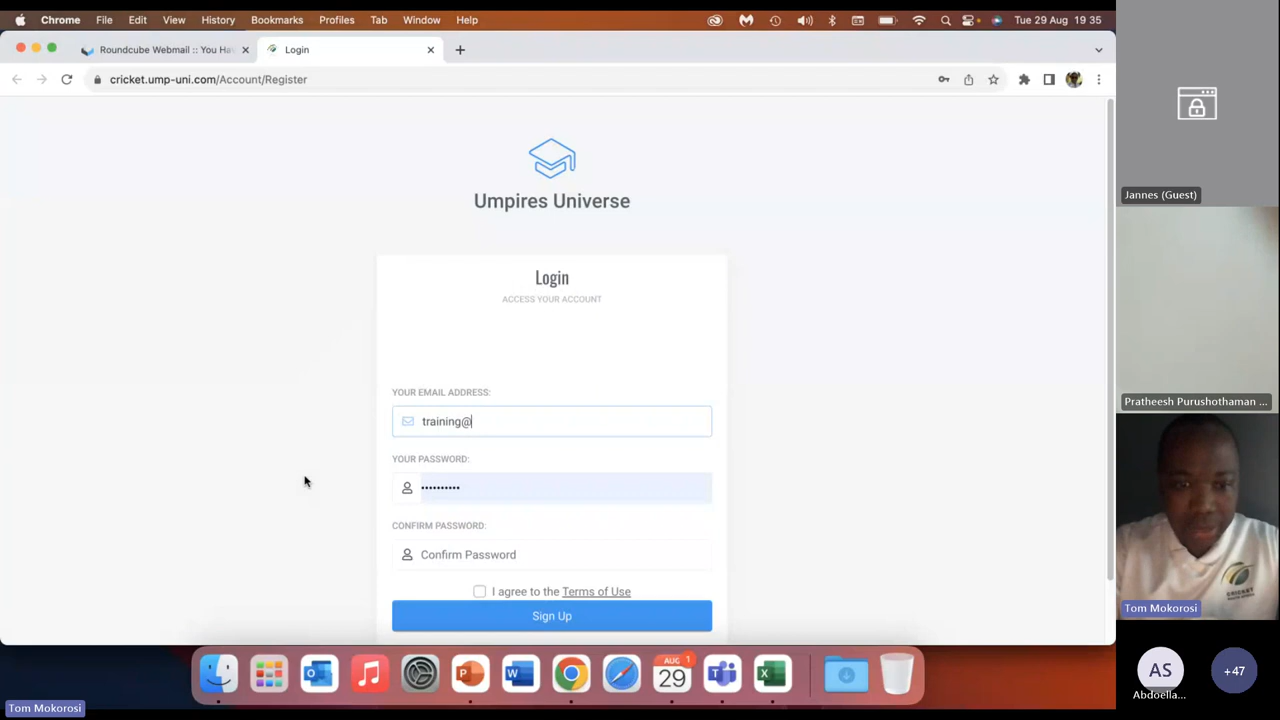 Chrome File Edit View History Bookmarks Profiles Tab Window Help Tue 29 Aug 19 35
Roundcube Webmail :: You Ha
Login
cricket.ump-uni.com/Account/Register
Umpires Universe
Login
ACCESS YOUR ACCOUNT
YOUR EMAIL ADDRESS:
training@
YOUR PASSWORD:
••••••••••
CONFIRM PASSWORD:
Confirm Password
I agree to the Terms of Use
Sign Up
AUG 1
29
Tom Mokorosi
Jannes (Guest)
Pratheesh Purushothaman ...
CRICKET
Tom Mokorosi
AS
Abdoella...
+47